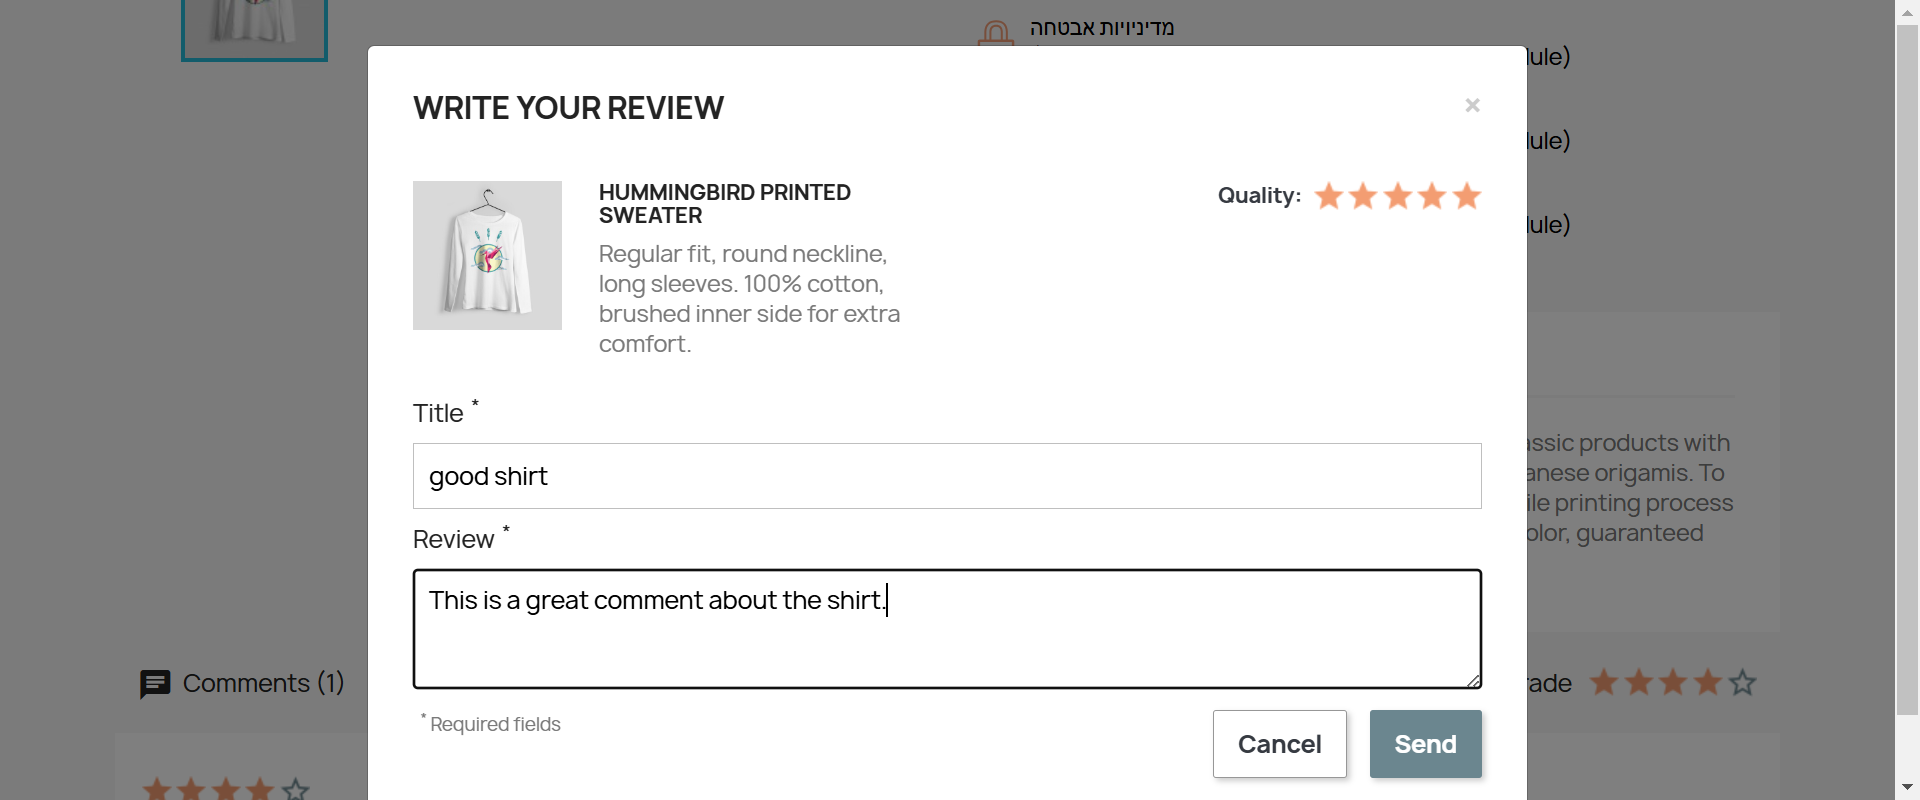 מדיניויות אבטחה
lule)
WRITE YOUR REVIEW
×
lule)
HUMMINGBIRD PRINTED
SWEATER
Quality:
lule)
Regular fit, round neckline,
long sleeves. 100% cotton,
brushed inner side for extra
comfort.
Title *
good shirt
assic products with
anese origamis. To
ile printing process
olor, guaranteed
Review *
This is a great comment about the shirt.
Comments (1)
rade
* Required fields
Cancel
Send